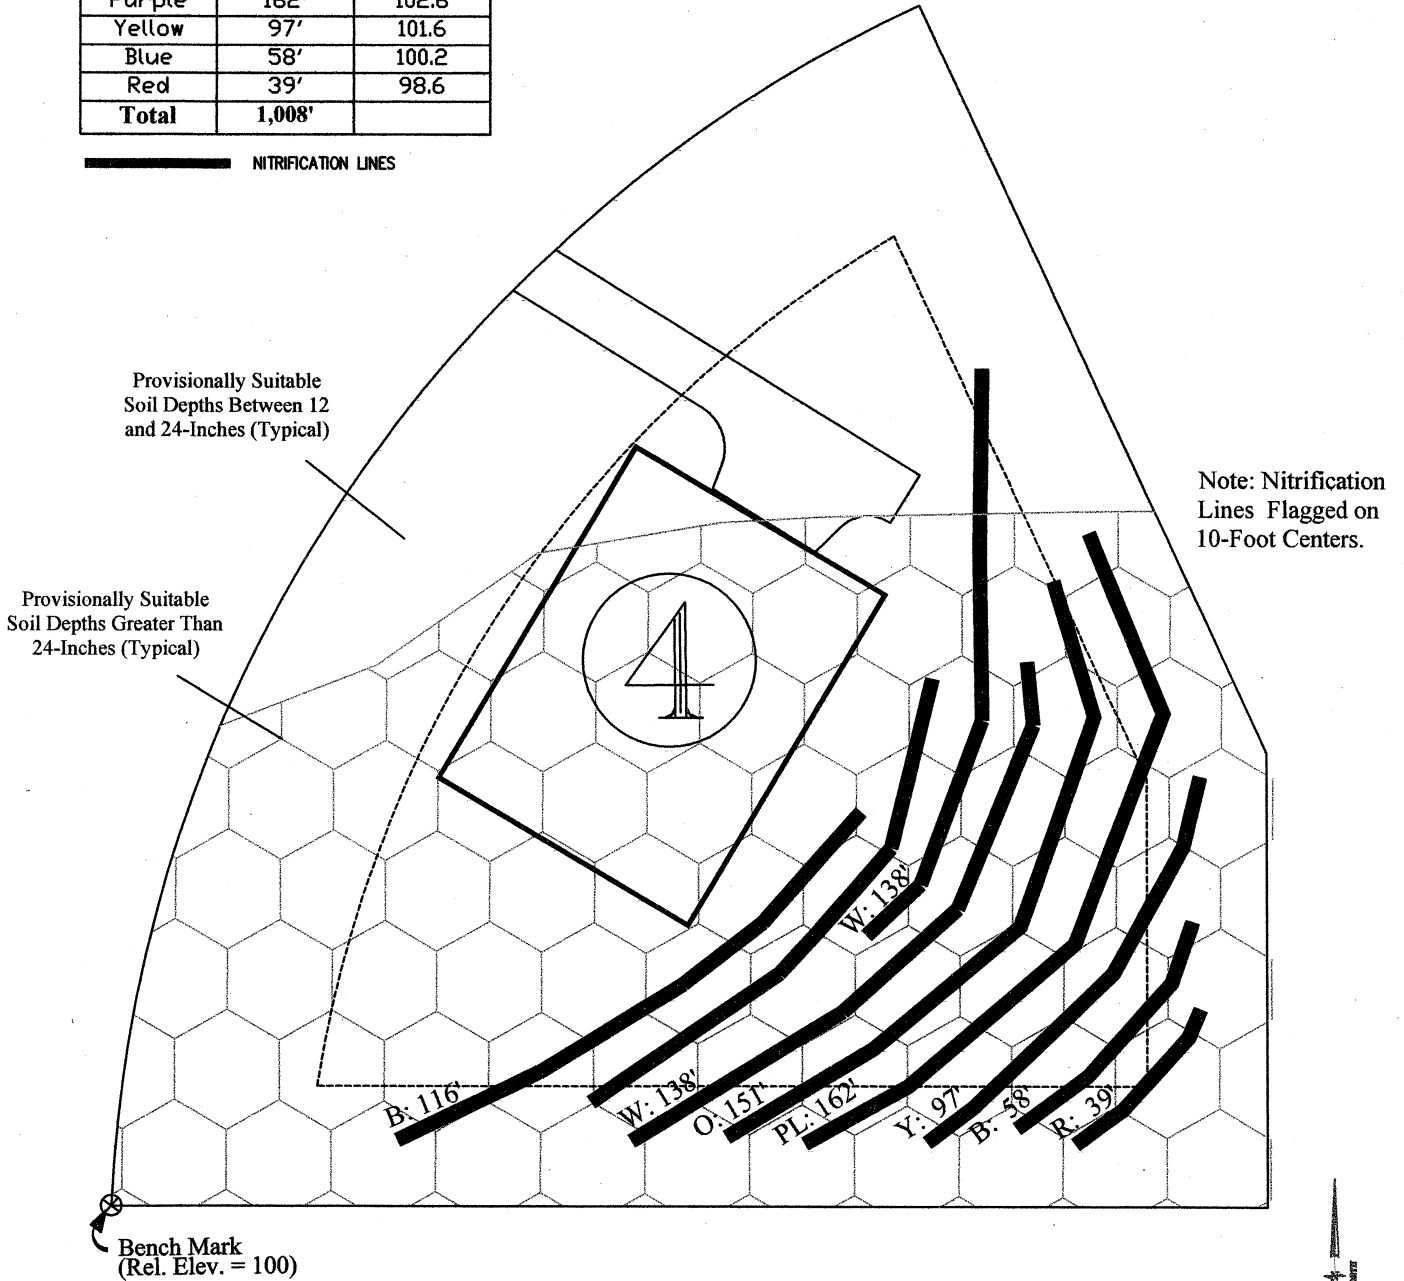 Purple 162' 102.6
Yellow 97' 101.6
Blue 58' 100.2
Red 39' 98.6
Total 1,008'
NITRIFICATION LINES
Provisionally Suitable
Soil Depths Between 12
and 24-Inches (Typical)
Note: Nitrification
Lines Flagged on
10-Foot Centers.
Provisionally Suitable
Soil Depths Greater Than
24-Inches (Typical)
4
W: 138'
B: 116'
W: 138'
O: 151'
PL: 162'
Y: 97'
B: 58'
R: 39'
Bench Mark
(Rel. Elev. = 100)